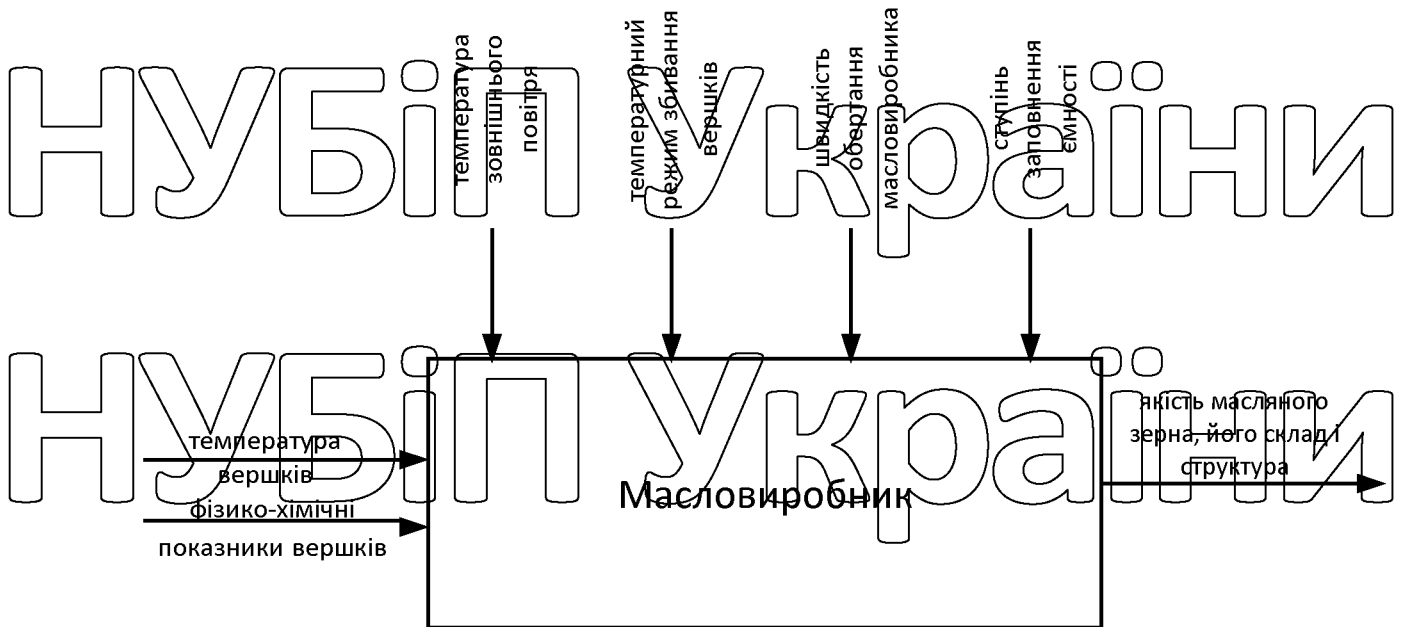 НУБіП України
температура
зовнішнього
повітря
температурний
режим збивання
вершків
швидкість
обертання
масловиробника
ступінь
заповнення
ємності
НУБіП України
температура
вершків
фізико-хімічні
показники вершків
Масловиробник
якість масляного
зерна, його склад і
структура